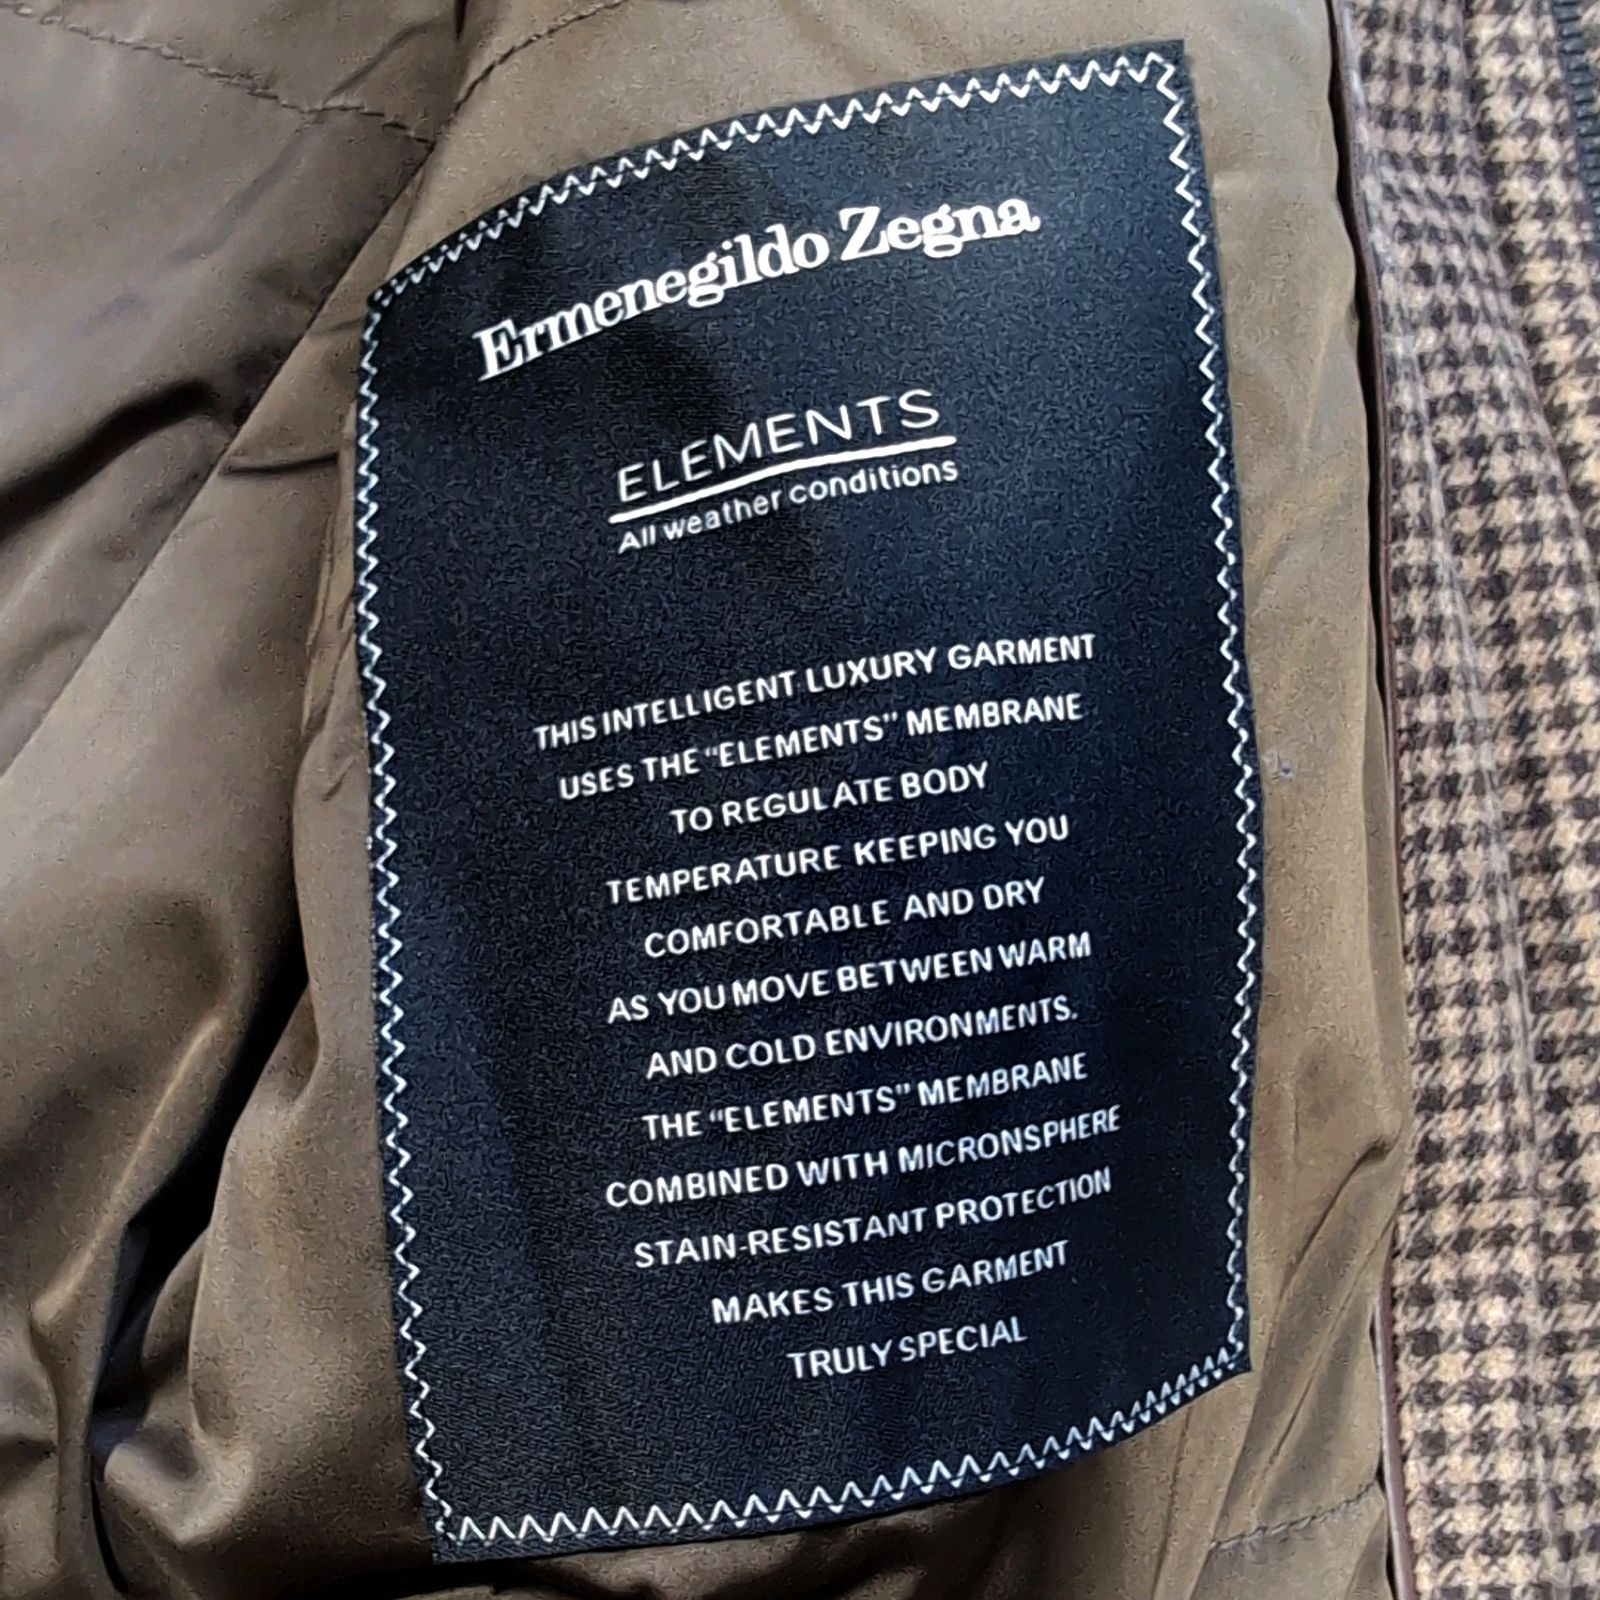 Ermenegildo Zegna
ELEMENTS
All weather conditions
THIS INTELLIGENT LUXURY GARMENT
USES THE "ELEMENTS" MEMBRANE
TO REGULATE BODY
TEMPERATURE KEEPING YOU
COMFORTABLE AND DRY
AS YOU MOVE BETWEEN WARM
AND COLD ENVIRONMENTS.
THE "ELEMENTS" MEMBRANE
COMBINED WITH MICRONSPHERE
STAIN-RESISTANT PROTECTION
MAKES THIS GARMENT
TRULY SPECIAL